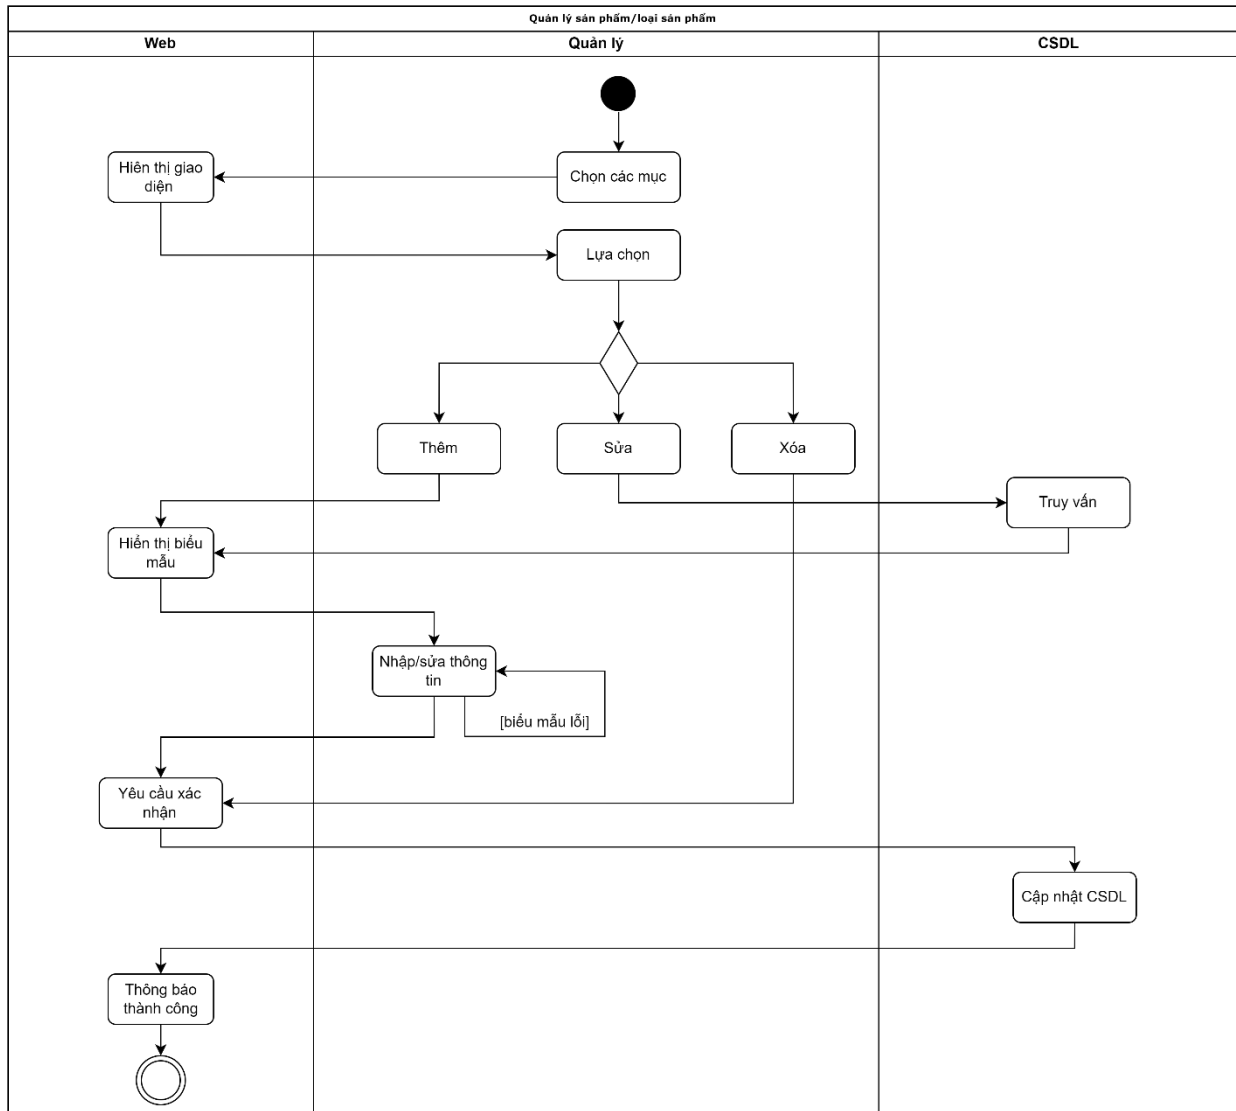 Quản lý sản phẩm/loại sản phẩm
Web
Quản lý
CSDL
Hiên thị giao
diện
Chọn các mục
Lựa chọn
Thêm
Sửa
Xóa
Truy vấn
Hiển thị biểu
mẫu
Nhập/sửa thông
tin
[biểu mẫu lỗi]
Yêu cầu xác
nhận
Cập nhật CSDL
Thông báo
thành công